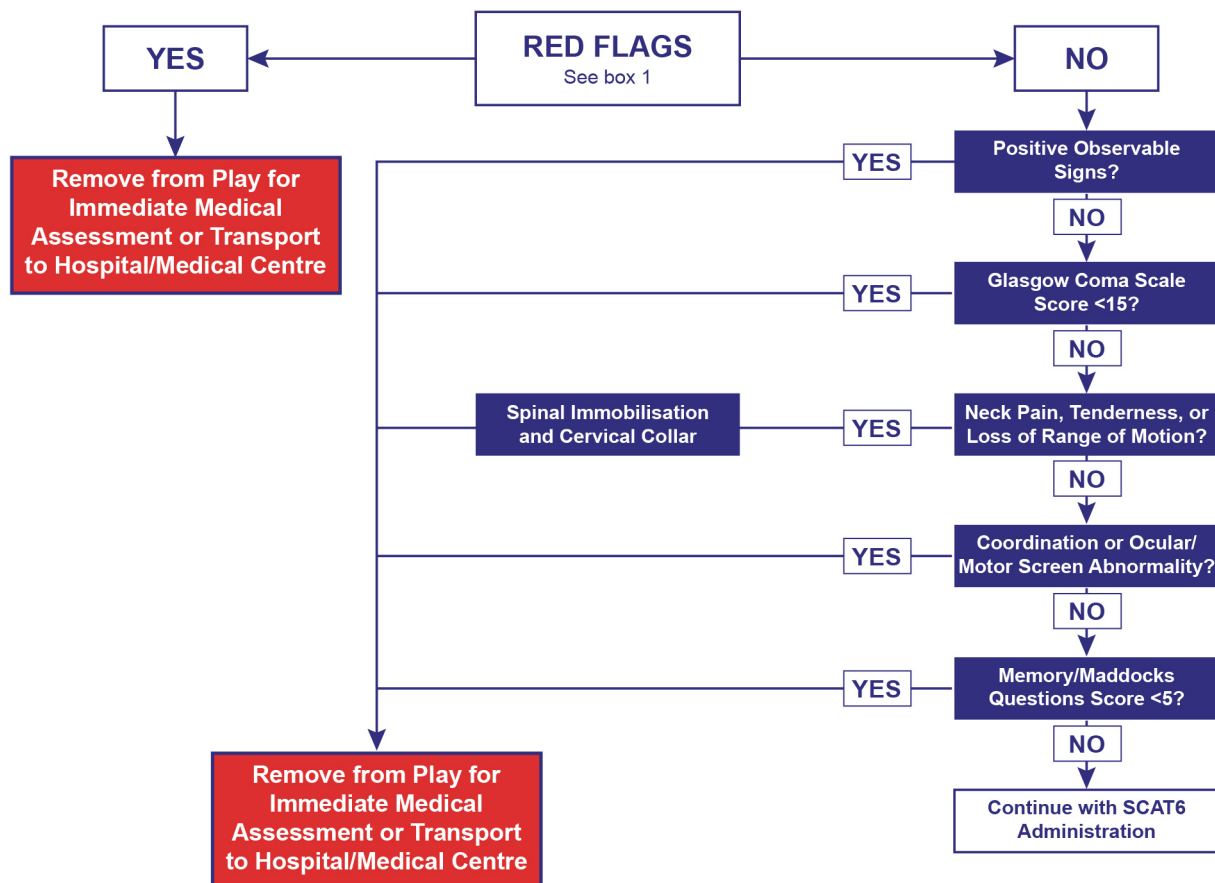 YES
RED FLAGS
See box 1
NO
Remove from Play for
Immediate Medical
Assessment or Transport
to Hospital/Medical Centre
YES
Positive Observable
Signs?
NO
YES
Glasgow Coma Scale
Score <15?
NO
Spinal Immobilisation
and Cervical Collar
YES
Neck Pain, Tenderness, or
Loss of Range of Motion?
NO
YES
Coordination or Ocular/
Motor Screen Abnormality?
NO
YES
Memory/Maddocks
Questions Score <5?
NO
Remove from Play for
Immediate Medical
Assessment or Transport
to Hospital/Medical Centre
Continue with SCAT6
Administration